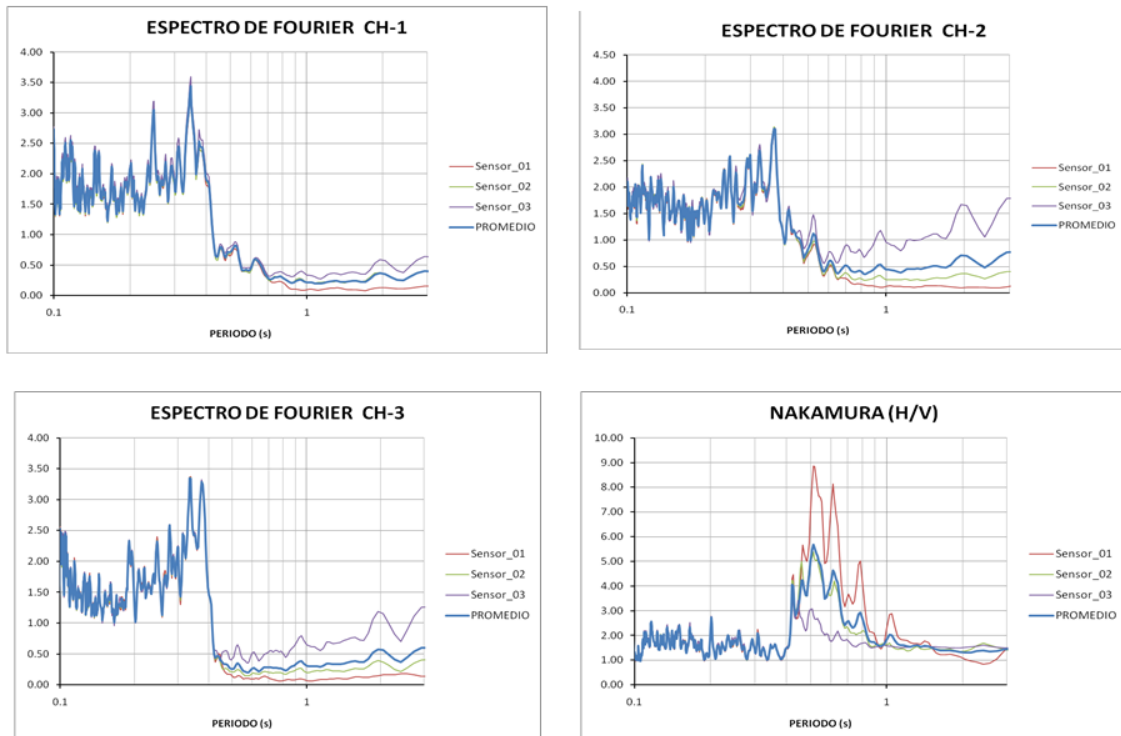 ESPECTRO DE FOURIER CH-1
4.00
3.50
3.00
2.50
2.00
1.50
1.00
0.50
0.00
0.1
1
PERIODO (s)
Sensor_01
Sensor_02
Sensor_03
PROMEDIO
ESPECTRO DE FOURIER CH-2
4.50
4.00
3.50
3.00
2.50
2.00
1.50
1.00
0.50
0.00
0.1
1
PERIODO (s)
Sensor_01
Sensor_02
Sensor_03
PROMEDIO
ESPECTRO DE FOURIER CH-3
4.00
3.50
3.00
2.50
2.00
1.50
1.00
0.50
0.00
0.1
1
PERIODO (s)
Sensor_01
Sensor_02
Sensor_03
PROMEDIO
NAKAMURA (H/V)
10.00
9.00
8.00
7.00
6.00
5.00
4.00
3.00
2.00
1.00
0.00
0.1
1
PERIODO (s)
Sensor_01
Sensor_02
Sensor_03
PROMEDIO